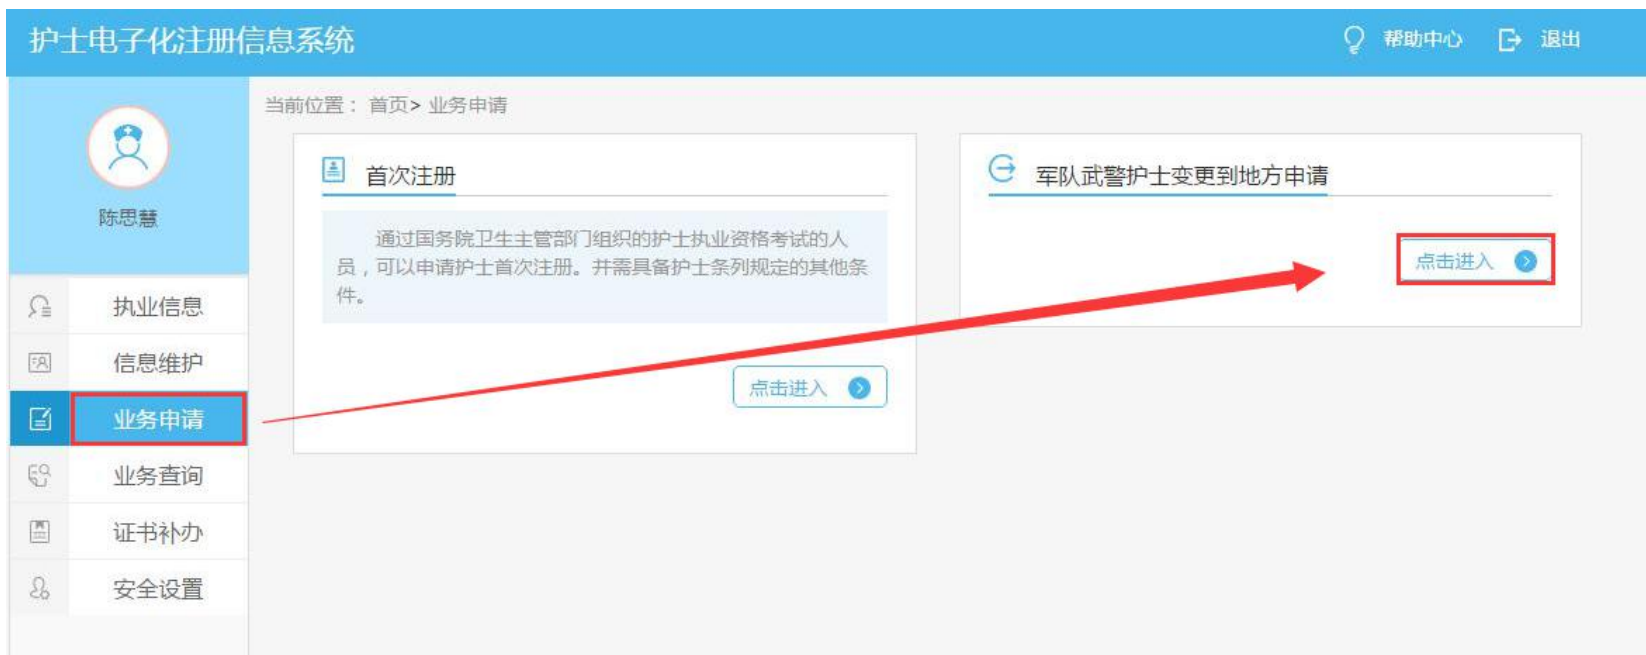 护士电子化注册信息系统
帮助中心
退出
陈思慧
执业信息
信息维护
业务申请
业务查询
证书补办
安全设置
当前位置： 首页> 业务申请
首次注册
通过国务院卫生主管部门组织的护士执业资格考试的人
员，可以申请护士首次注册。并需具备护士条列规定的其他条
件。
点击进入
军队武警护士变更到地方申请
点击进入